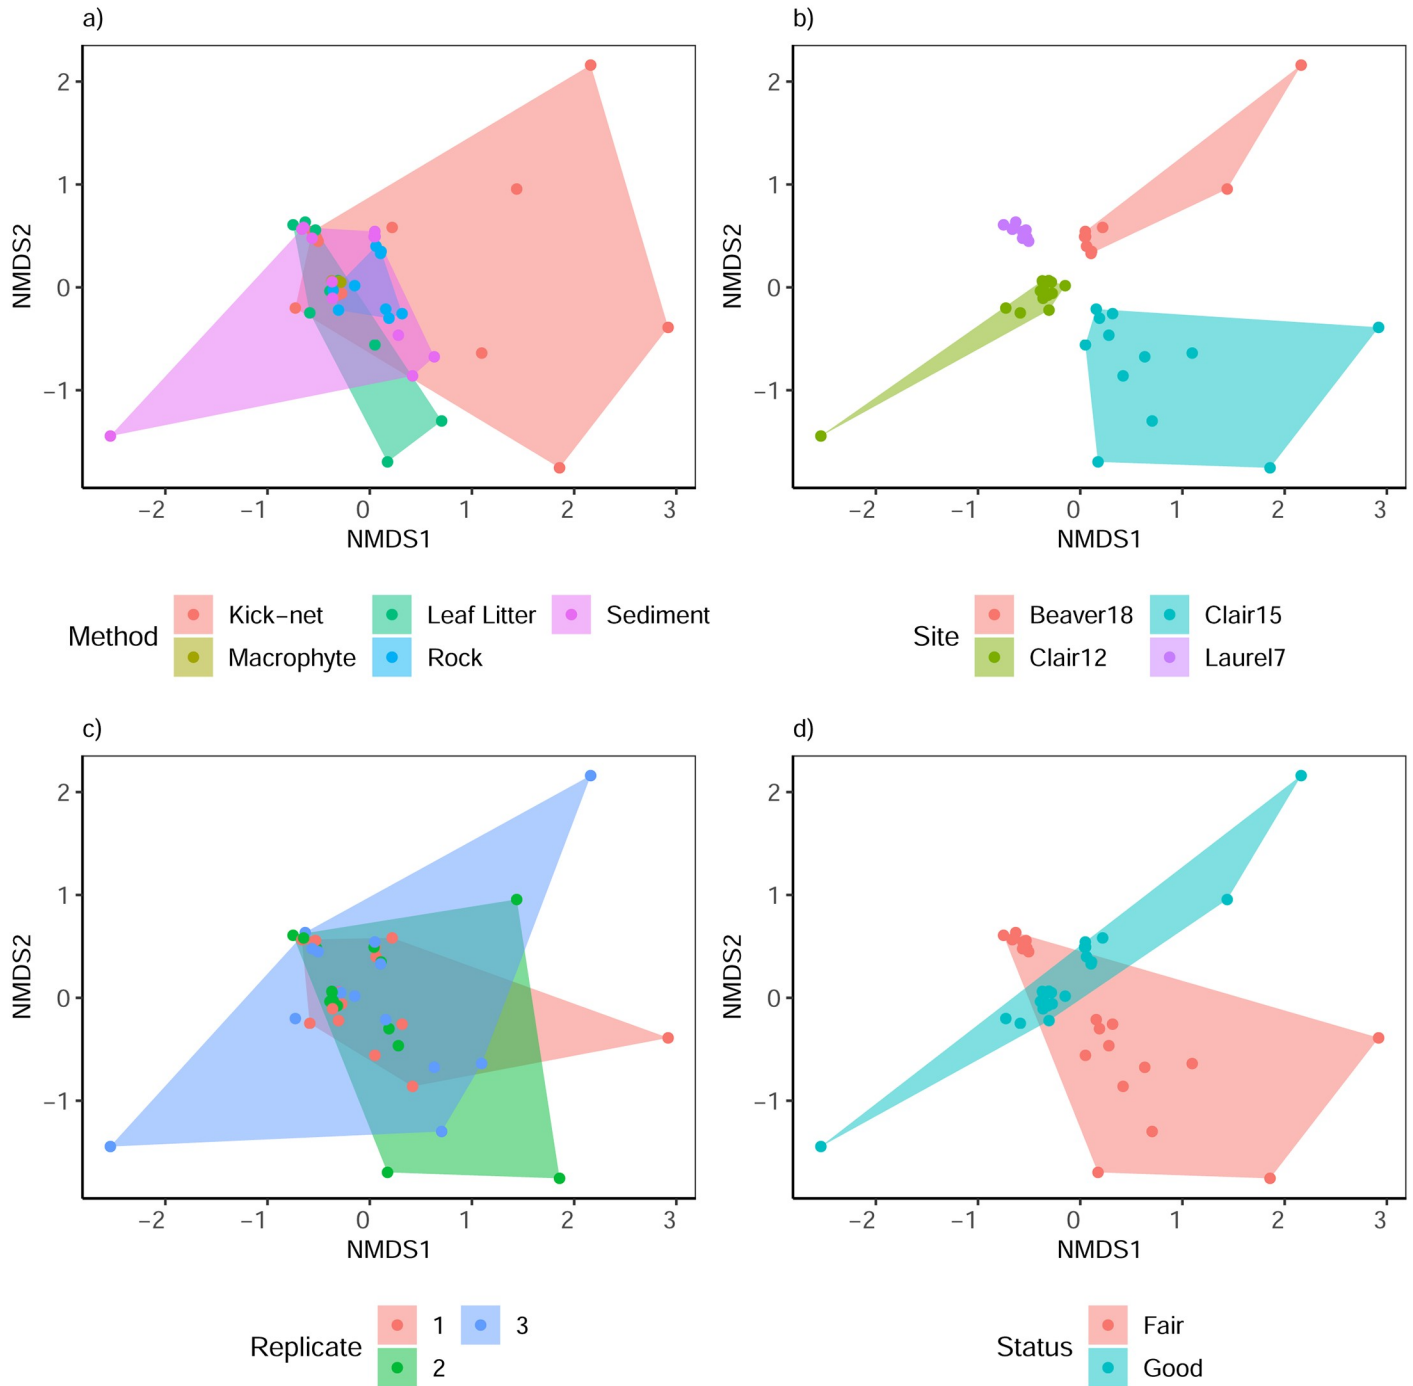 a)
b)
2
1
0
−1
NMDS2
−2 −1 0 1 2 3
NMDS1
2
1
0
−1
NMDS2
−2 −1 0 1 2 3
NMDS1
Method
Kick−net
Leaf Litter
Sediment
Macrophyte
Rock
Site
Beaver18
Clair15
Clair12
Laurel7
c)
d)
2
1
0
−1
NMDS2
−2 −1 0 1 2 3
NMDS1
2
1
0
−1
NMDS2
−2 −1 0 1 2 3
NMDS1
Replicate
1
3
2
Status
Fair
Good